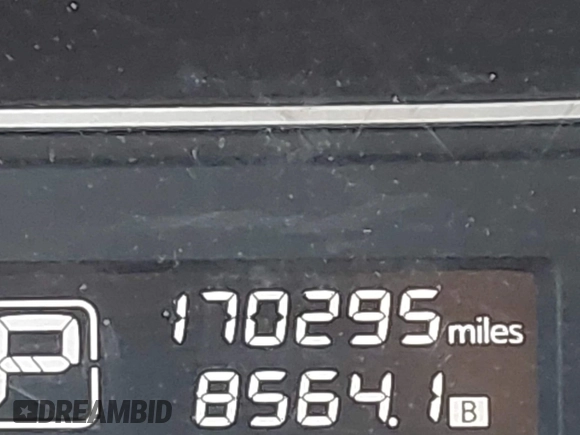 170295 miles
P
8564.1 B
DREAMBID